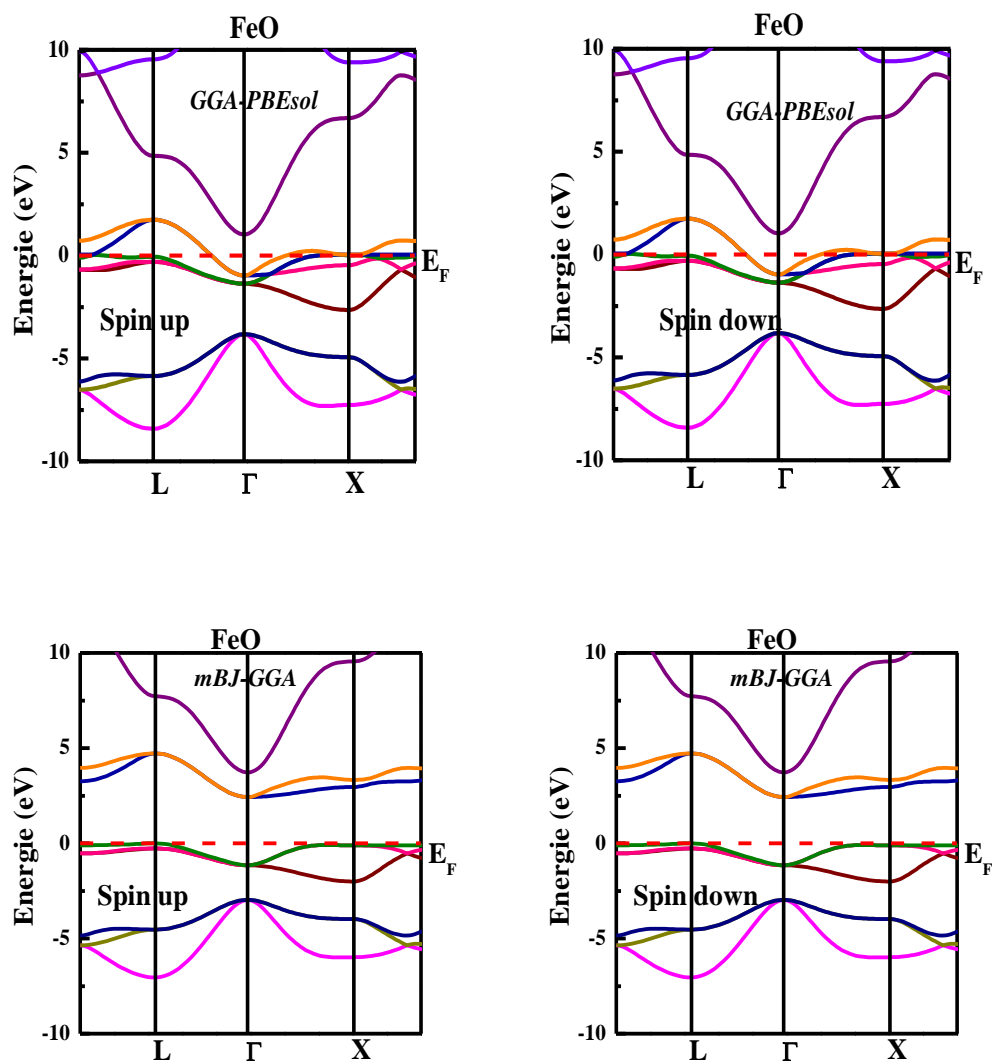 FeO
10
GGA-PBEsol
5
Energie (eV)
0
E_F
Spin up
-5
-10
L Γ X
FeO
10
GGA-PBEsol
5
Energie (eV)
0
E_F
Spin down
-5
-10
L Γ X
FeO
10
mBJ-GGA
5
Energie (eV)
0
E_F
Spin up
-5
-10
L Γ X
FeO
10
mBJ-GGA
5
Energie (eV)
0
E_F
Spin down
-5
-10
L Γ X